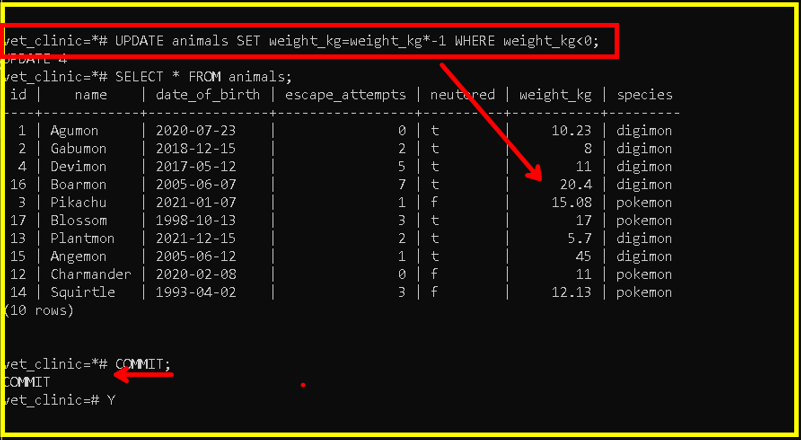 vet_clinic=*# UPDATE animals SET weight_kg=weight_kg*-1 WHERE weight_kg<0;
UPDATE 4
vet_clinic=*# SELECT * FROM animals;
 id |    name    | date_of_birth | escape_attempts | neutered | weight_kg | species
----+------------+---------------+-----------------+----------+-----------+---------
  1 | Agumon     | 2020-07-23    |               0 | t        |     10.23 | digimon
  2 | Gabumon    | 2018-12-15    |               2 | t        |         8 | digimon
  4 | Devimon    | 2017-05-12    |               5 | t        |        11 | digimon
 16 | Boarmon    | 2005-06-07    |               7 | t        |      20.4 | digimon
  3 | Pikachu    | 2021-01-07    |               1 | f        |     15.08 | pokemon
 17 | Blossom    | 1998-10-13    |               3 | t        |        17 | pokemon
 13 | Plantmon   | 2021-12-15    |               2 | t        |       5.7 | digimon
 15 | Angemon    | 2005-06-12    |               1 | t        |        45 | digimon
 12 | Charmander | 2020-02-08    |               0 | f        |        11 | pokemon
 14 | Squirtle   | 1993-04-02    |               3 | f        |     12.13 | pokemon
(10 rows)
vet_clinic=*# COMMIT;
COMMIT
vet_clinic=# Y